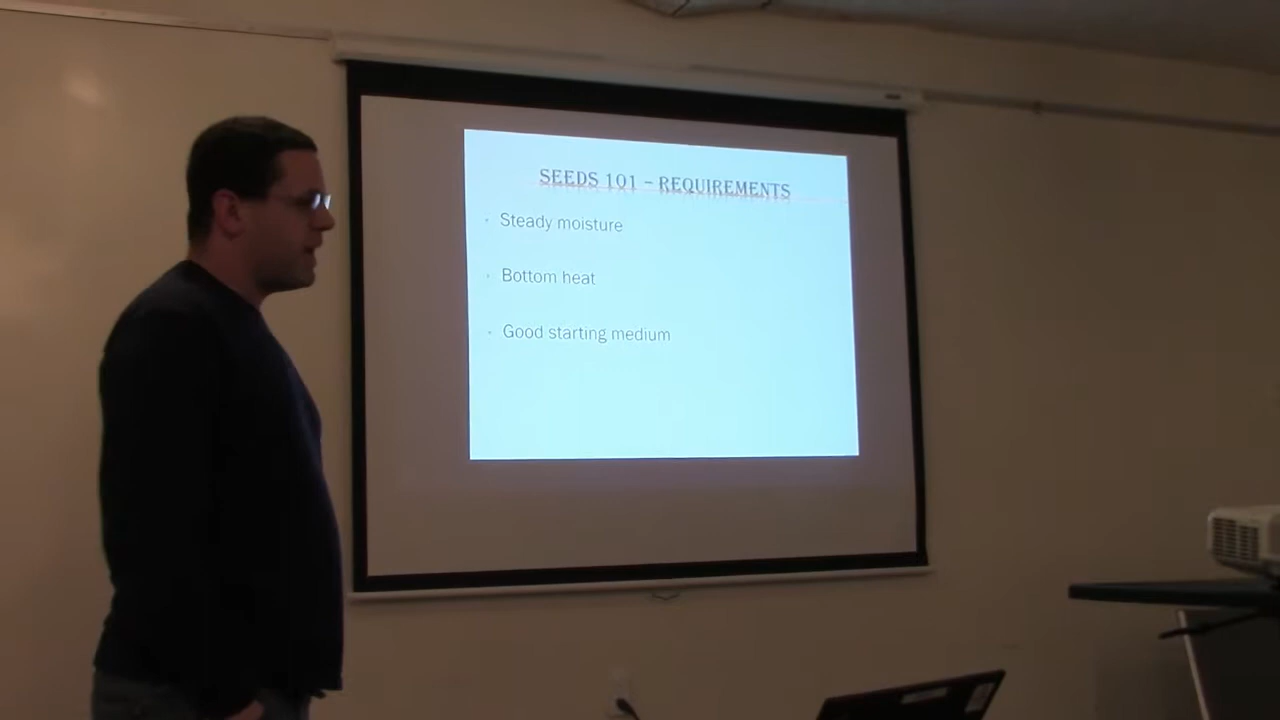 SEEDS 101 – REQUIREMENTS
• Steady moisture
• Bottom heat
• Good starting medium